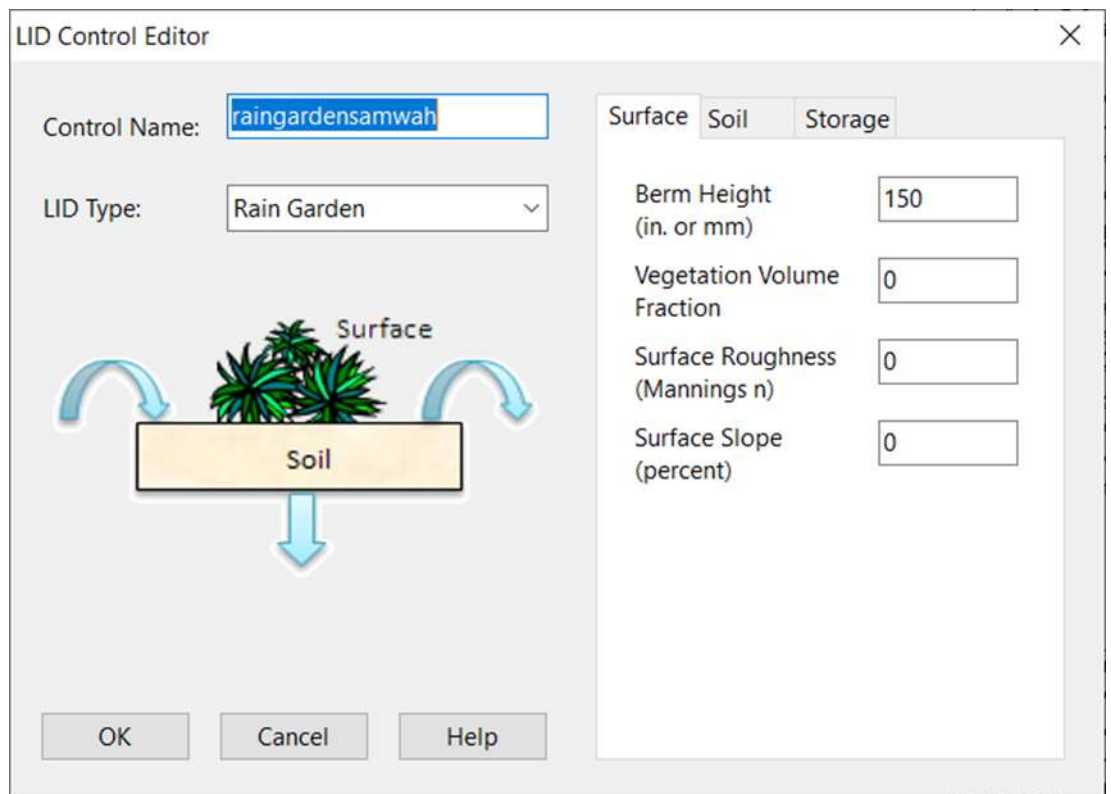 LID Control Editor
Control Name:
raingardensamwah
LID Type:
Rain Garden
Surface
Soil
OK
Cancel
Help
Surface
Soil
Storage
Berm Height
(in. or mm)
150
Vegetation Volume
Fraction
0
Surface Roughness
(Mannings n)
0
Surface Slope
(percent)
0